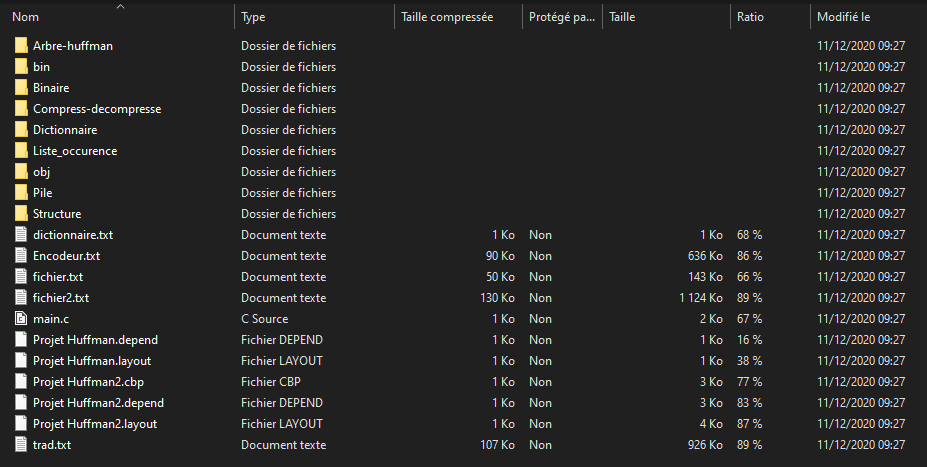 Nom Type Taille compressée Protégé pa... Taille Ratio Modifié le
Arbre-huffman Dossier de fichiers 11/12/2020 09:27
bin Dossier de fichiers 11/12/2020 09:27
Binaire Dossier de fichiers 11/12/2020 09:27
Compress-decompresse Dossier de fichiers 11/12/2020 09:27
Dictionnaire Dossier de fichiers 11/12/2020 09:27
Liste_occurence Dossier de fichiers 11/12/2020 09:27
obj Dossier de fichiers 11/12/2020 09:27
Pile Dossier de fichiers 11/12/2020 09:27
Structure Dossier de fichiers 11/12/2020 09:27
dictionnaire.txt Document texte 1 Ko Non 1 Ko 68 % 11/12/2020 09:27
Encodeur.txt Document texte 90 Ko Non 636 Ko 86 % 11/12/2020 09:27
fichier.txt Document texte 50 Ko Non 143 Ko 66 % 11/12/2020 09:27
fichier2.txt Document texte 130 Ko Non 1 124 Ko 89 % 11/12/2020 09:27
main.c C Source 1 Ko Non 2 Ko 67 % 11/12/2020 09:27
Projet Huffman.depend Fichier DEPEND 1 Ko Non 1 Ko 16 % 11/12/2020 09:27
Projet Huffman.layout Fichier LAYOUT 1 Ko Non 1 Ko 38 % 11/12/2020 09:27
Projet Huffman2.cbp Fichier CBP 1 Ko Non 3 Ko 77 % 11/12/2020 09:27
Projet Huffman2.depend Fichier DEPEND 1 Ko Non 3 Ko 83 % 11/12/2020 09:27
Projet Huffman2.layout Fichier LAYOUT 1 Ko Non 4 Ko 87 % 11/12/2020 09:27
trad.txt Document texte 107 Ko Non 926 Ko 89 % 11/12/2020 09:27